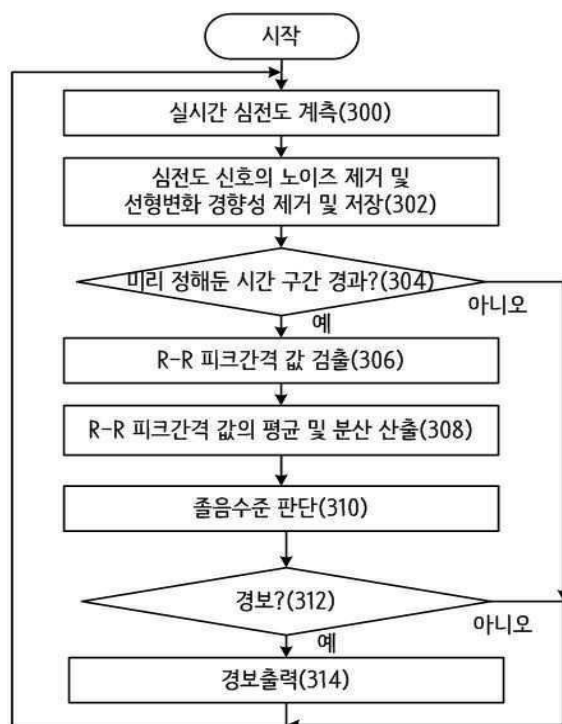 시작
실시간 심전도 계측(300)
심전도 신호의 노이즈 제거 및
선형변화 경향성 제거 및 저장(302)
미리 정해둔 시간 구간 경과?(304)
아니오
예
R-R 피크간격 값 검출(306)
R-R 피크간격 값의 평균 및 분산 산출(308)
졸음수준 판단(310)
경보?(312)
아니오
예
경보출력(314)